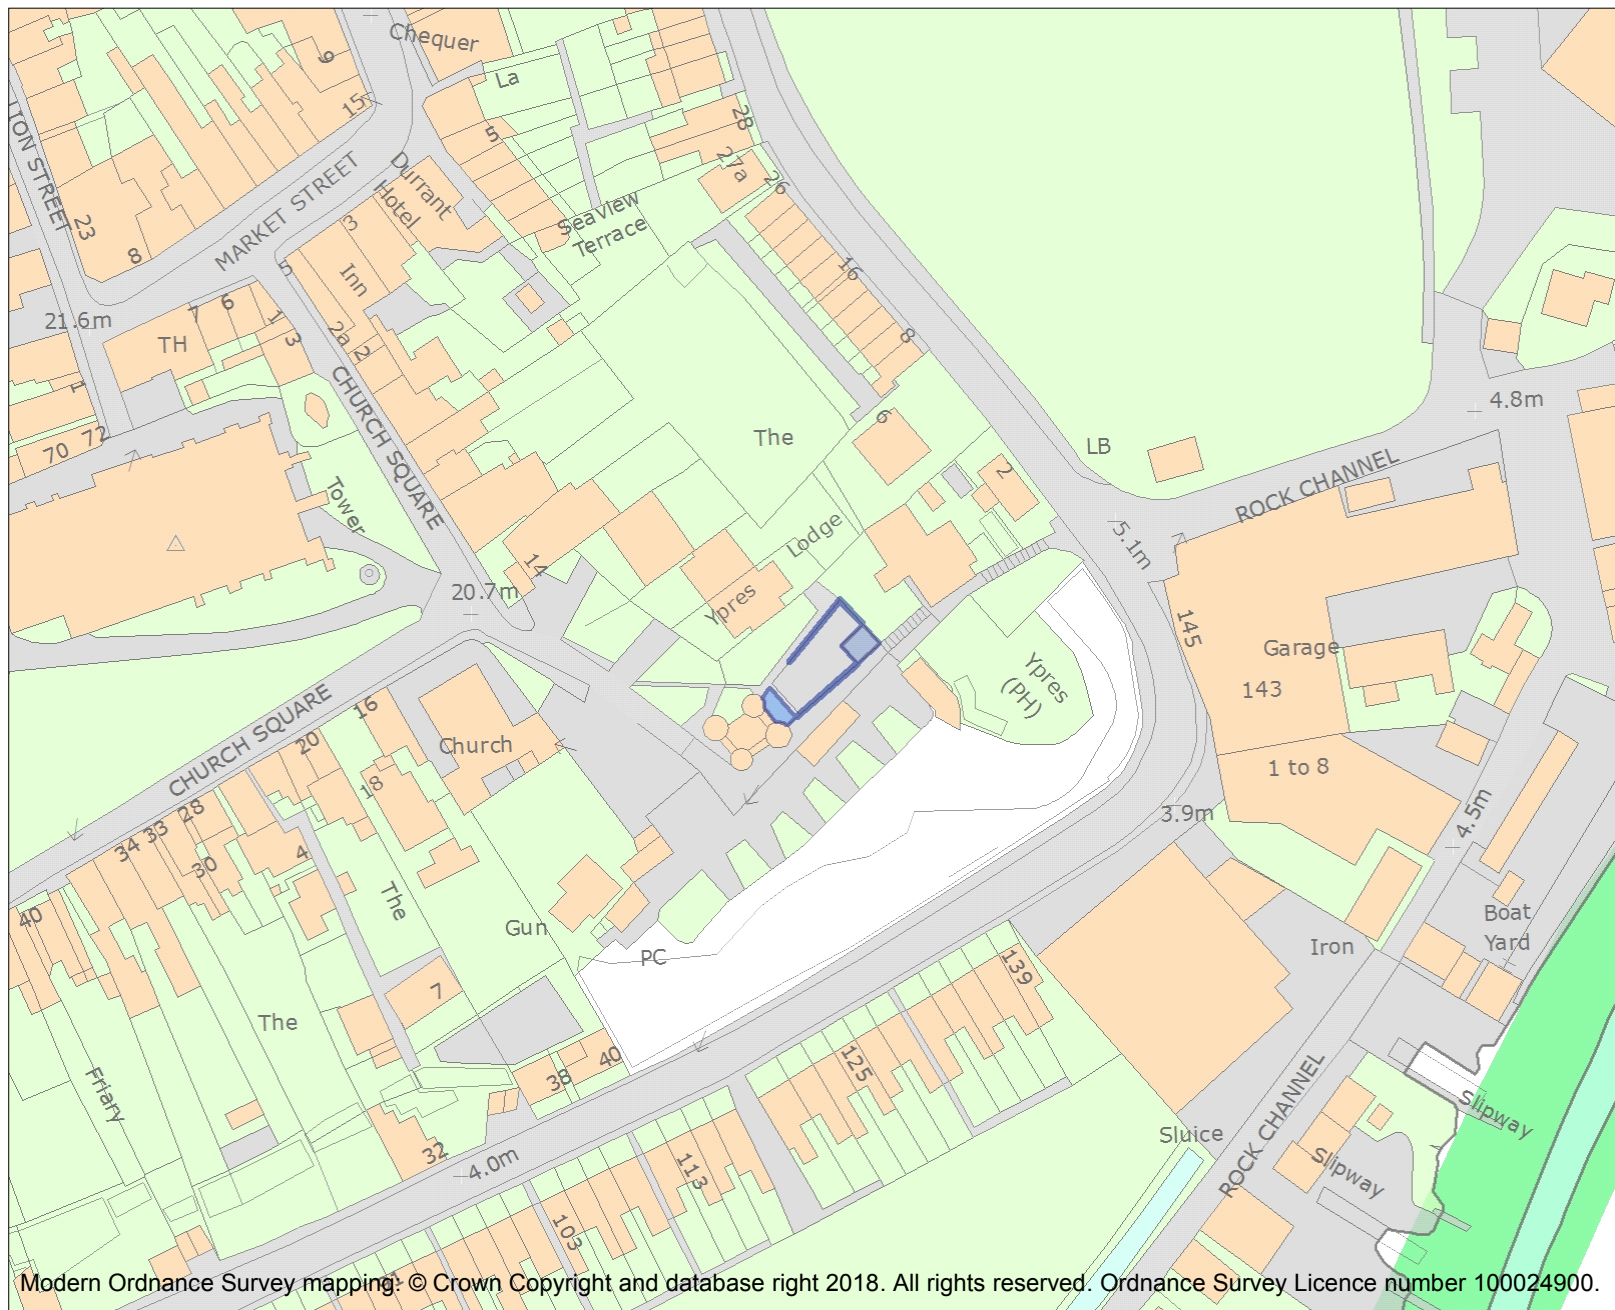 Chequer
La
9
15
5
28
27a
26
LION STREET
23
8
MARKET STREET
Durrant
Hotel
3
Inn
5
Seaview
Terrace
16
8
21.6m
TH
7
6
1
3
2a
2
1
70
72
CHURCH SQUARE
Tower
The
6
2
LB
4.8m
ROCK CHANNEL
5.1m
14
20.7m
Lodge
Ypres
Ypres
(PH)
145
Garage
143
1 to 8
CHURCH SQUARE
16
Church
20
18
28
33
34
30
4
40
The
Gun
PC
3.9m
4.5m
Boat
Yard
Iron
139
7
The
Friary
38
40
125
32
4.0m
113
103
Sluice
ROCK CHANNEL
Slipway
Slipway
Modern Ordnance Survey mapping: © Crown Copyright and database right 2018. All rights reserved. Ordnance Survey Licence number 100024900.